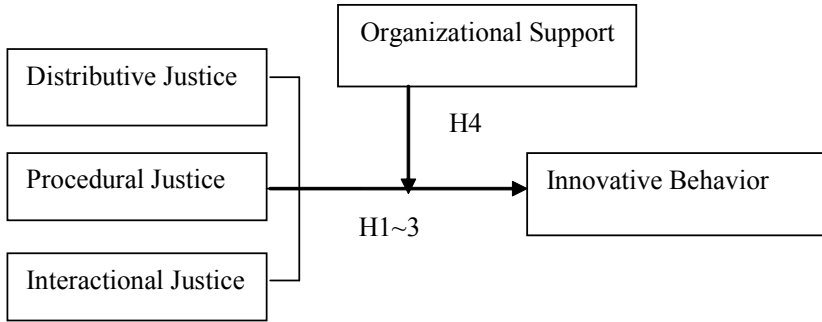 Organizational Support
Distributive Justice
H4
Procedural Justice
Innovative Behavior
H1~3
Interactional Justice